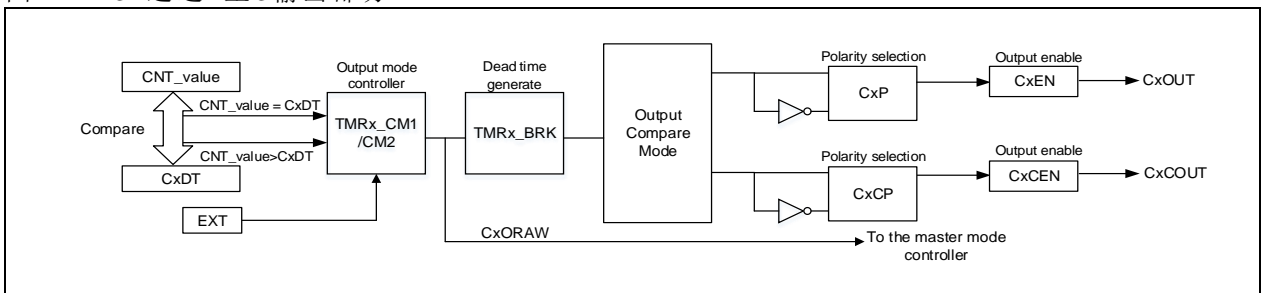 CNT_value
Compare
CNT_value = CxDT
CNT_value>CxDT
CxDT
EXT
Output mode
controller
TMRx_CM1
/CM2
Dead time
generate
TMRx_BRK
CxORAW
Output
Compare
Mode
Polarity selection
CxP
Output enable
CxEN
CxOUT
Polarity selection
CxCP
Output enable
CxCEN
CxCOUT
To the master mode
controller